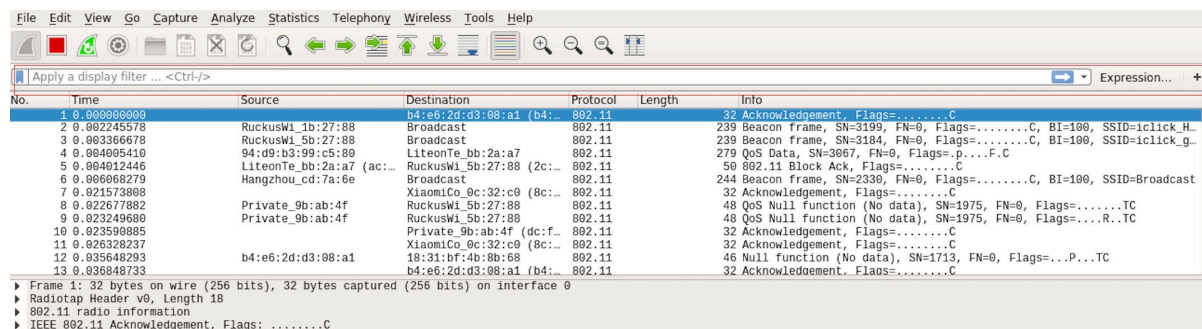 File Edit View Go Capture Analyze Statistics Telephony Wireless Tools Help
Apply a display filter ... <Ctrl-/> Expression... +
No. Time Source Destination Protocol Length Info
1 0.000000000 b4:e6:2d:d3:08:a1 (b4:… 802.11 32 Acknowledgement, Flags=........C
2 0.002245578 RuckusWi_1b:27:88 Broadcast 802.11 239 Beacon frame, SN=3199, FN=0, Flags=........C, BI=100, SSID=iclick_H…
3 0.003366678 RuckusWi_5b:27:88 Broadcast 802.11 239 Beacon frame, SN=3184, FN=0, Flags=........C, BI=100, SSID=iclick_g…
4 0.004005410 94:d9:b3:99:c5:80 LiteonTe_bb:2a:a7 802.11 279 QoS Data, SN=3067, FN=0, Flags=.p....F.C
5 0.004012446 LiteonTe_bb:2a:a7 (ac:… RuckusWi_5b:27:88 (2c:… 802.11 50 802.11 Block Ack, Flags=........C
6 0.006068279 Hangzhou_cd:7a:6e Broadcast 802.11 244 Beacon frame, SN=2330, FN=0, Flags=........C, BI=100, SSID=Broadcast
7 0.021573808 XiaomiCo_0c:32:c0 (8c:… 802.11 32 Acknowledgement, Flags=........C
8 0.022677882 Private_9b:ab:4f RuckusWi_5b:27:88 802.11 48 QoS Null function (No data), SN=1975, FN=0, Flags=.......TC
9 0.023249680 Private_9b:ab:4f RuckusWi_5b:27:88 802.11 48 QoS Null function (No data), SN=1975, FN=0, Flags=....R..TC
10 0.023590885 Private_9b:ab:4f (dc:f… 802.11 32 Acknowledgement, Flags=........C
11 0.026328237 XiaomiCo_0c:32:c0 (8c:… 802.11 32 Acknowledgement, Flags=........C
12 0.035648293 b4:e6:2d:d3:08:a1 18:31:bf:4b:8b:68 802.11 46 Null function (No data), SN=1713, FN=0, Flags=...P...TC
13 0.036848733 b4:e6:2d:d3:08:a1 (b4:… 802.11 32 Acknowledgement, Flags=........C
Frame 1: 32 bytes on wire (256 bits), 32 bytes captured (256 bits) on interface 0
Radiotap Header v0, Length 18
802.11 radio information
IEEE 802.11 Acknowledgement, Flags: ........C